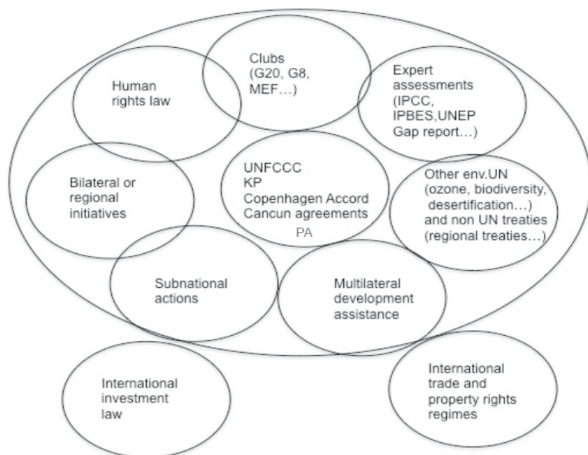 Clubs
(G20, G8,
MEF...)
Human
rights law
Expert
assessments
(IPCC,
IPBES,UNEP
Gap report...)
Bilateral or
regional
initiatives
UNFCCC
KP
Copenhagen Accord
Cancun agreements
PA
Other env.UN
(ozone, biodiversity,
desertification...)
and non UN treaties
(regional treaties...)
Subnational
actions
Multilateral
development
assistance
International
investment
law
International
trade and
property rights
regimes